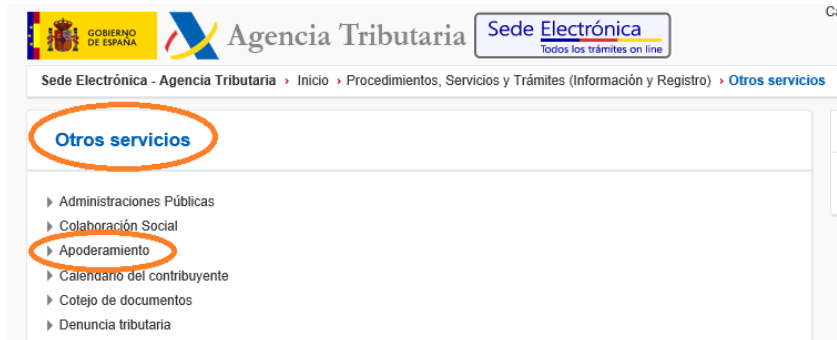 Ca
GOBIERNO
DE ESPAÑA
Agencia Tributaria
Sede Electrónica
Todos los trámites on line
Sede Electrónica - Agencia Tributaria › Inicio › Procedimientos, Servicios y Trámites (Información y Registro) › Otros servicios
Otros servicios
Administraciones Públicas
Colaboración Social
Apoderamiento
Calendario del contribuyente
Cotejo de documentos
Denuncia tributaria